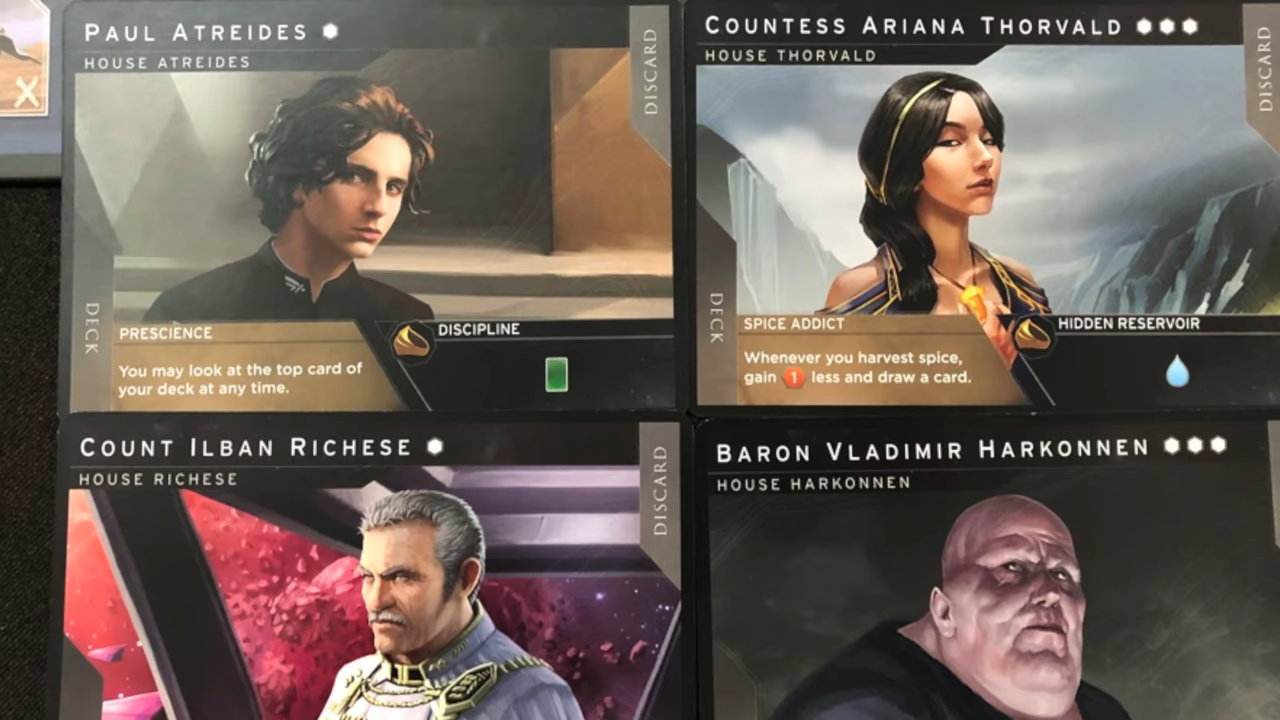 PAUL ATREIDES
HOUSE ATREIDES
DISCARD
DECK
PRESCIENCE
You may look at the top card of
your deck at any time.
DISCIPLINE
COUNTESS ARIANA THORVALD
HOUSE THORVALD
DISCARD
DECK
SPICE ADDICT
Whenever you harvest spice,
gain 1 less and draw a card.
HIDDEN RESERVOIR
COUNT ILBAN RICHESE
HOUSE RICHESE
DISCARD
BARON VLADIMIR HARKONNEN
HOUSE HARKONNEN